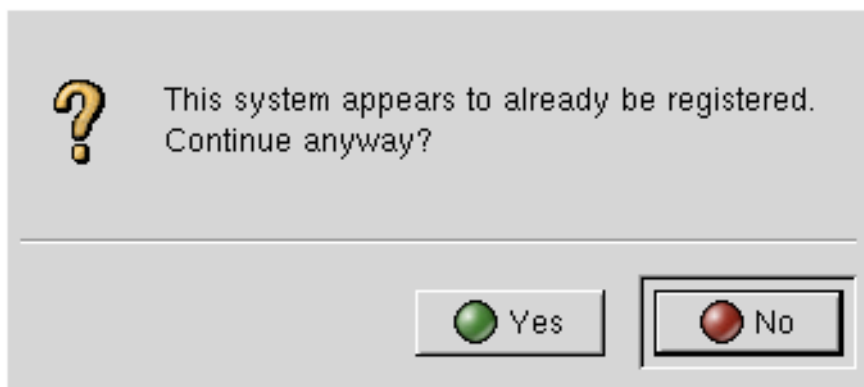 This system appears to already be registered.
Continue anyway?
Yes
No